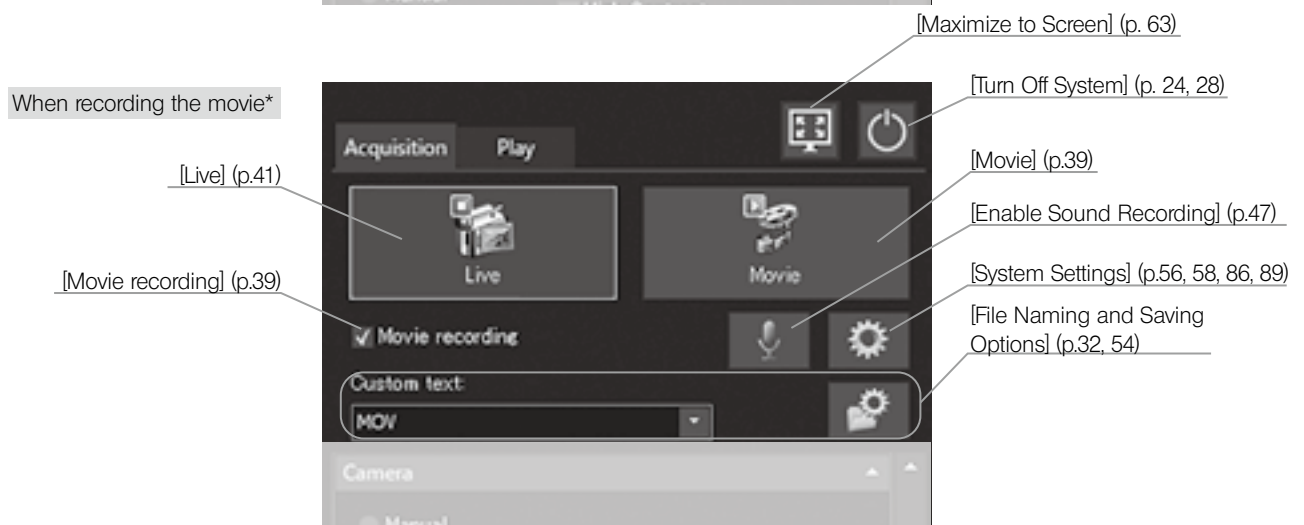 [Maximize to Screen] (p. 63)
When recording the movie*
[Turn Off System] (p. 24, 28)
Acquisition Play
[Movie] (p.39)
[Live] (p.41)
[Enable Sound Recording] (p.47)
Live Movie
[System Settings] (p.56, 58, 86, 89)
[Movie recording] (p.39)
[File Naming and Saving
Options] (p.32, 54)
Movie recording
Custom text:
MOV
Camera
Manual